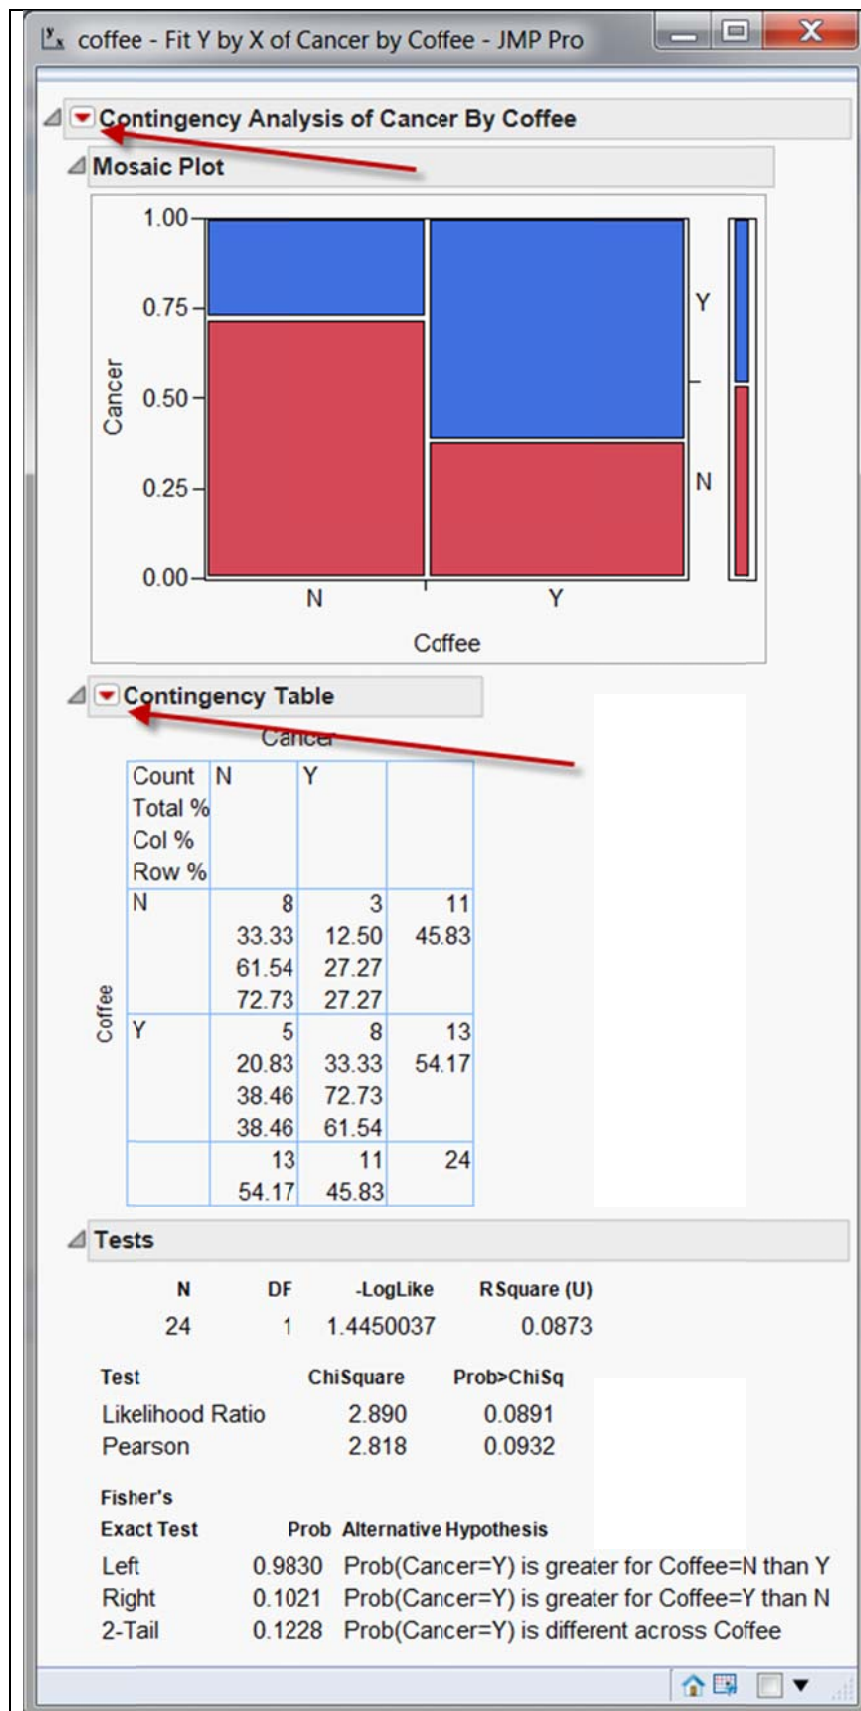 coffee - Fit Y by X of Cancer by Coffee - JMP Pro
Contingency Analysis of Cancer By Coffee
Mosaic Plot
1.00
0.75
0.50
0.25
0.00
Cancer
Y
N
N Y
Coffee
Contingency Table
Cancer
Coffee
Count N Y
Total %
Col %
Row %
N 8 3 11
33.33 12.50 45.83
61.54 27.27
72.73 27.27
Y 5 8 13
20.83 33.33 54.17
38.46 72.73
38.46 61.54
13 11 24
54.17 45.83
Tests
N DF -LogLike RSquare (U)
24 1 1.4450037 0.0873
Test ChiSquare Prob>ChiSq
Likelihood Ratio 2.890 0.0891
Pearson 2.818 0.0932
Fisher's
Exact Test Prob Alternative Hypothesis
Left 0.9830 Prob(Cancer=Y) is greater for Coffee=N than Y
Right 0.1021 Prob(Cancer=Y) is greater for Coffee=Y than N
2-Tail 0.1228 Prob(Cancer=Y) is different across Coffee